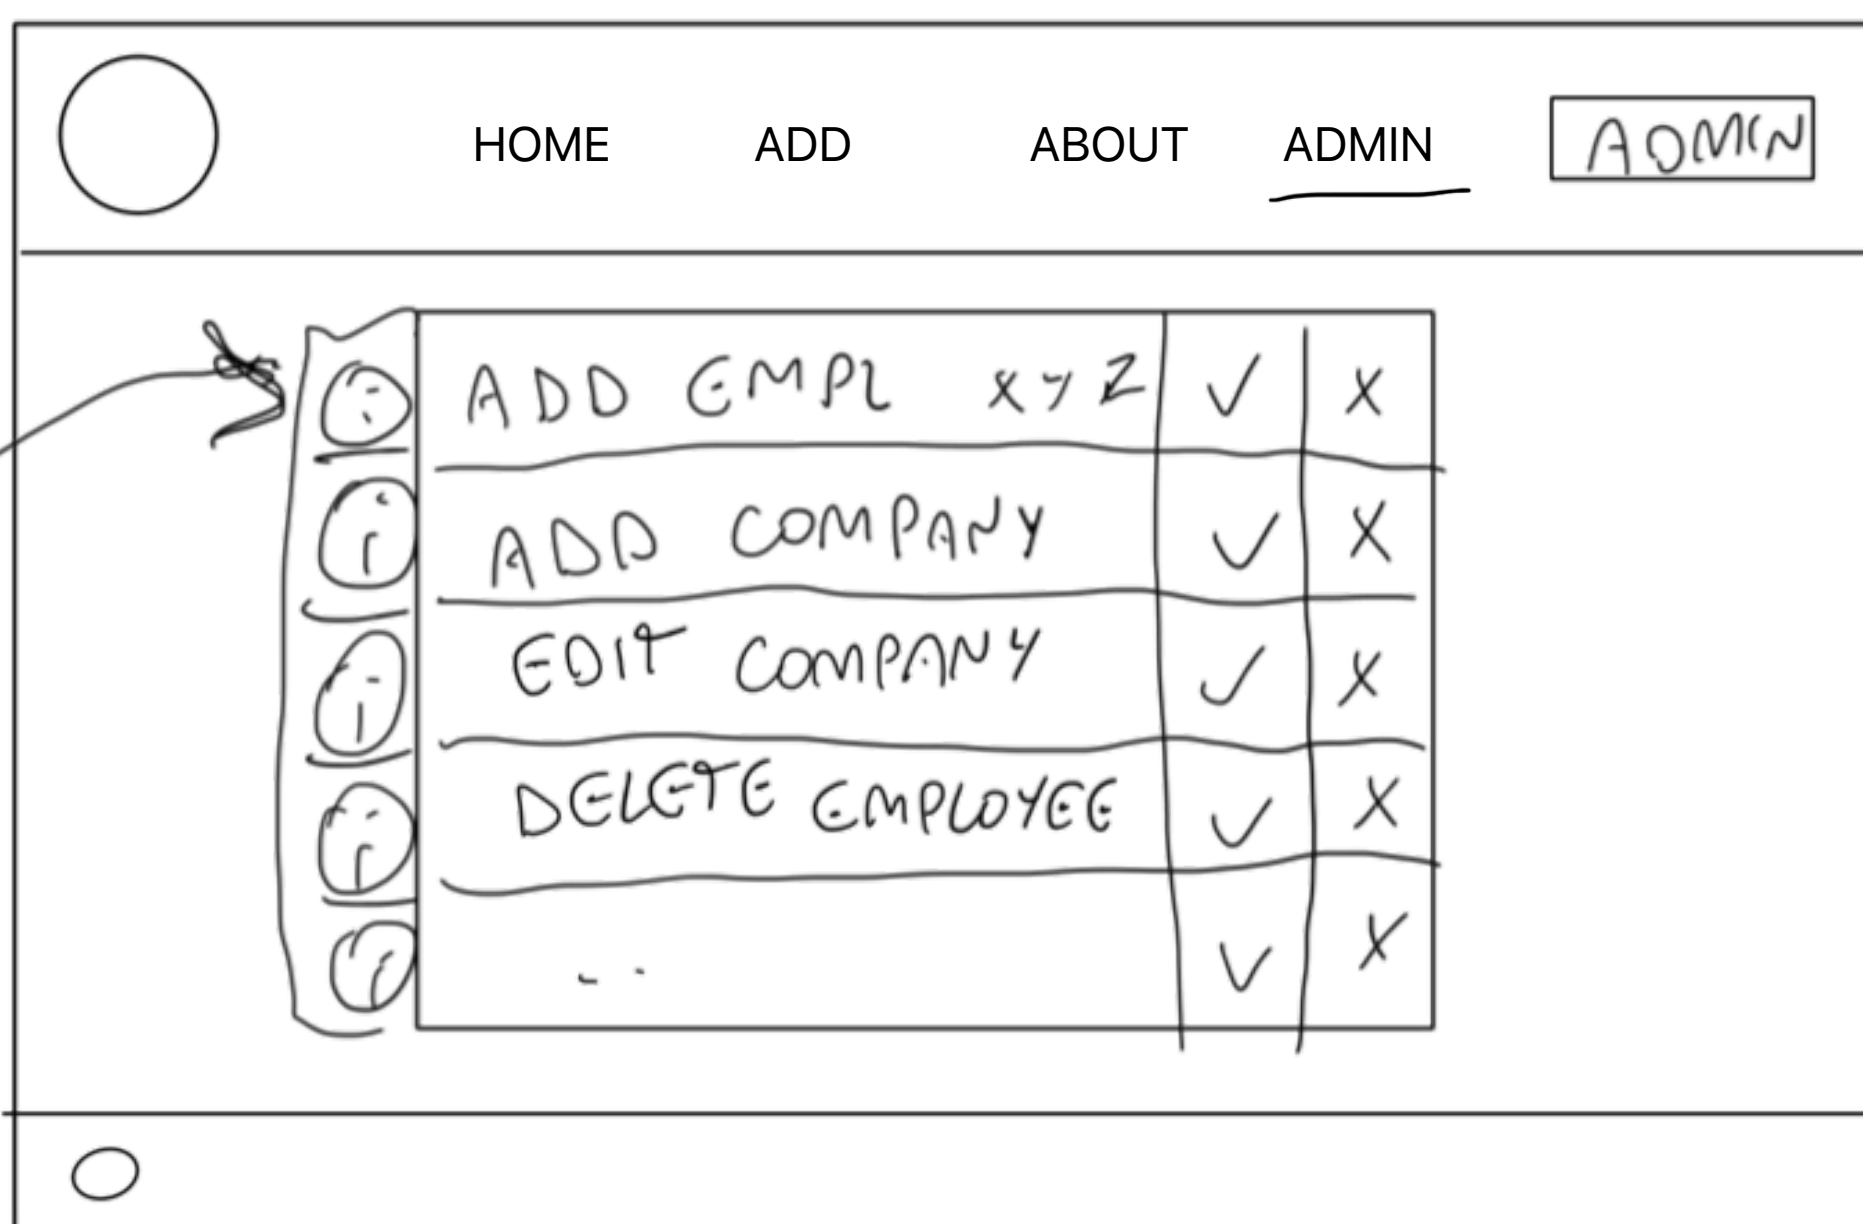 HOME ADD ABOUT ADMIN ADMIN
ADD EMPL XYZ ✓ X
ADD COMPANY ✓ X
EDIT COMPANY ✓ X
DELETE EMPLOYEE ✓ X
.. ✓ X